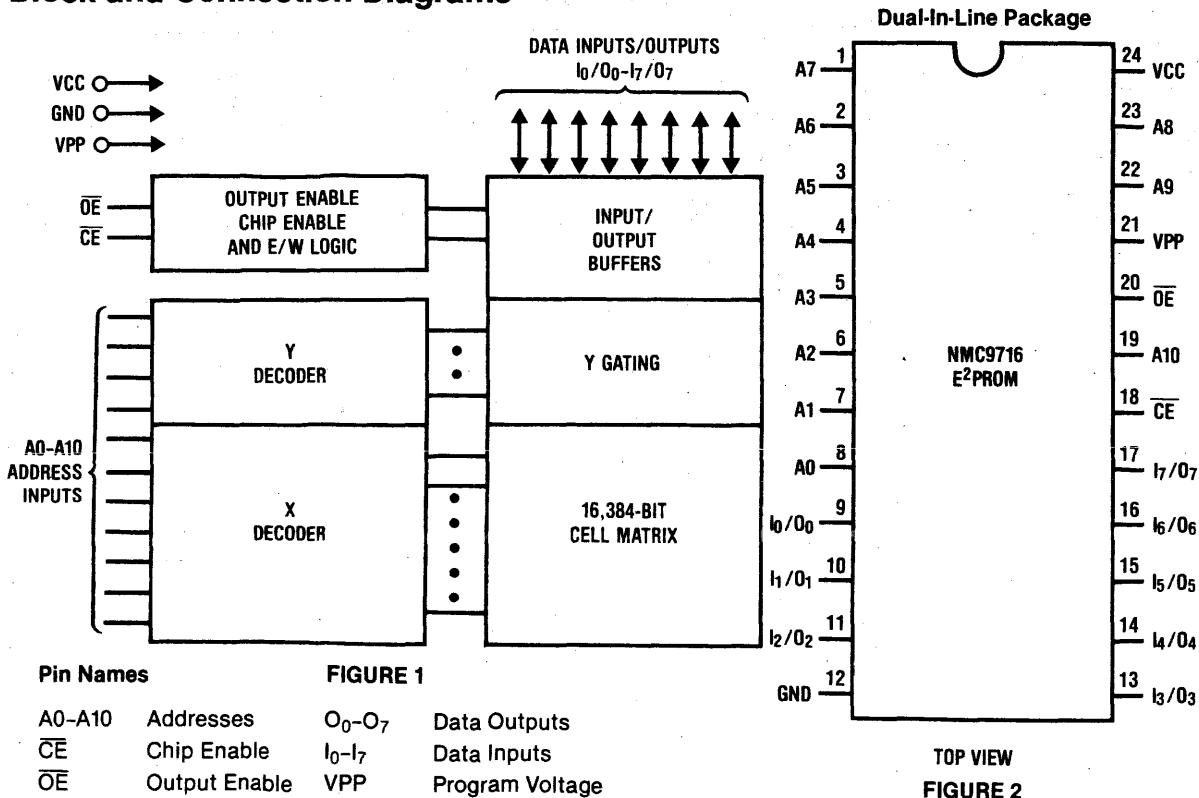 Block and Connection Diagrams
VCC
GND
VPP
DATA INPUTS/OUTPUTS
I0/O0-I7/O7
OE
CE
OUTPUT ENABLE
CHIP ENABLE
AND E/W LOGIC
INPUT/
OUTPUT
BUFFERS
A0-A10
ADDRESS
INPUTS
Y
DECODER
Y GATING
X
DECODER
16,384-BIT
CELL MATRIX
FIGURE 1
Pin Names
A0-A10 Addresses O0-O7 Data Outputs
CE Chip Enable I0-I7 Data Inputs
OE Output Enable VPP Program Voltage
Dual-In-Line Package
A7 1 24 VCC
A6 2 23 A8
A5 3 22 A9
A4 4 21 VPP
A3 5 20 OE
A2 6 19 A10
NMC9716
E2PROM
A1 7 18 CE
A0 8 17 I7/O7
I0/O0 9 16 I6/O6
I1/O1 10 15 I5/O5
I2/O2 11 14 I4/O4
GND 12 13 I3/O3
TOP VIEW
FIGURE 2